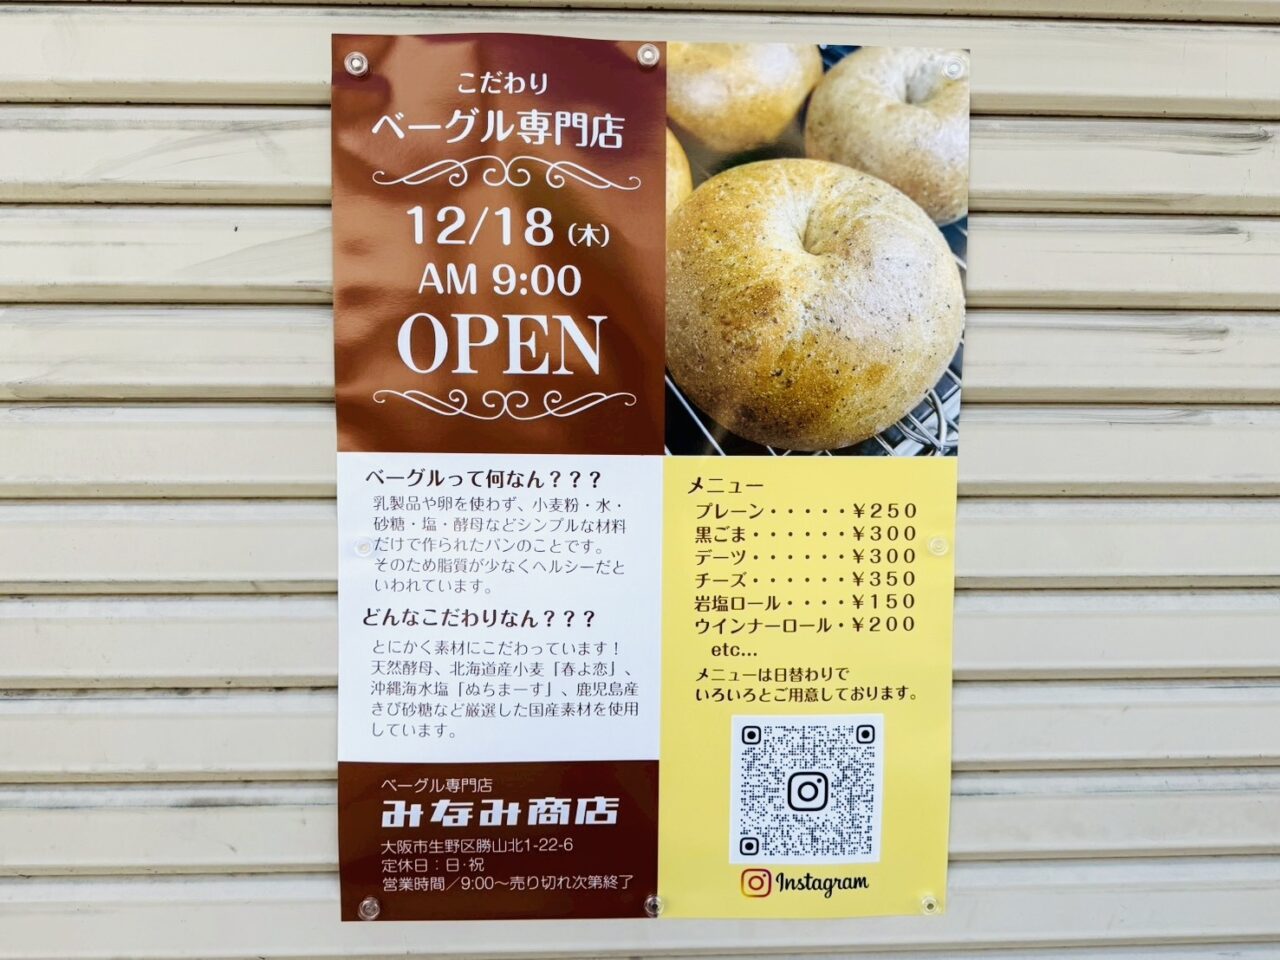 こだわり
ベーグル専門店
12/18（木）
AM 9:00
OPEN
ベーグルって何なん？？？
乳製品や卵を使わず、小麦粉・水・
砂糖・塩・酵母などシンプルな材料
だけで作られたパンのことです。
そのため脂質が少なくヘルシーだと
いわれています。
どんなこだわりなん？？？
とにかく素材にこだわっています！
天然酵母、北海道産小麦「春よ恋」、
沖縄海水塩「ぬちまーす」、鹿児島産
きび砂糖など厳選した国産素材を使用
しています。
ベーグル専門店
みなみ商店
大阪市生野区勝山北1-22-6
定休日：日・祝
営業時間／9:00～売り切れ次第終了
メニュー
プレーン・・・・・￥２５０
黒ごま・・・・・・￥３００
デーツ・・・・・・￥３００
チーズ・・・・・・￥３５０
岩塩ロール・・・・￥１５０
ウインナーロール・￥２００
etc...
メニューは日替わりで
いろいろとご用意しております。
Instagram